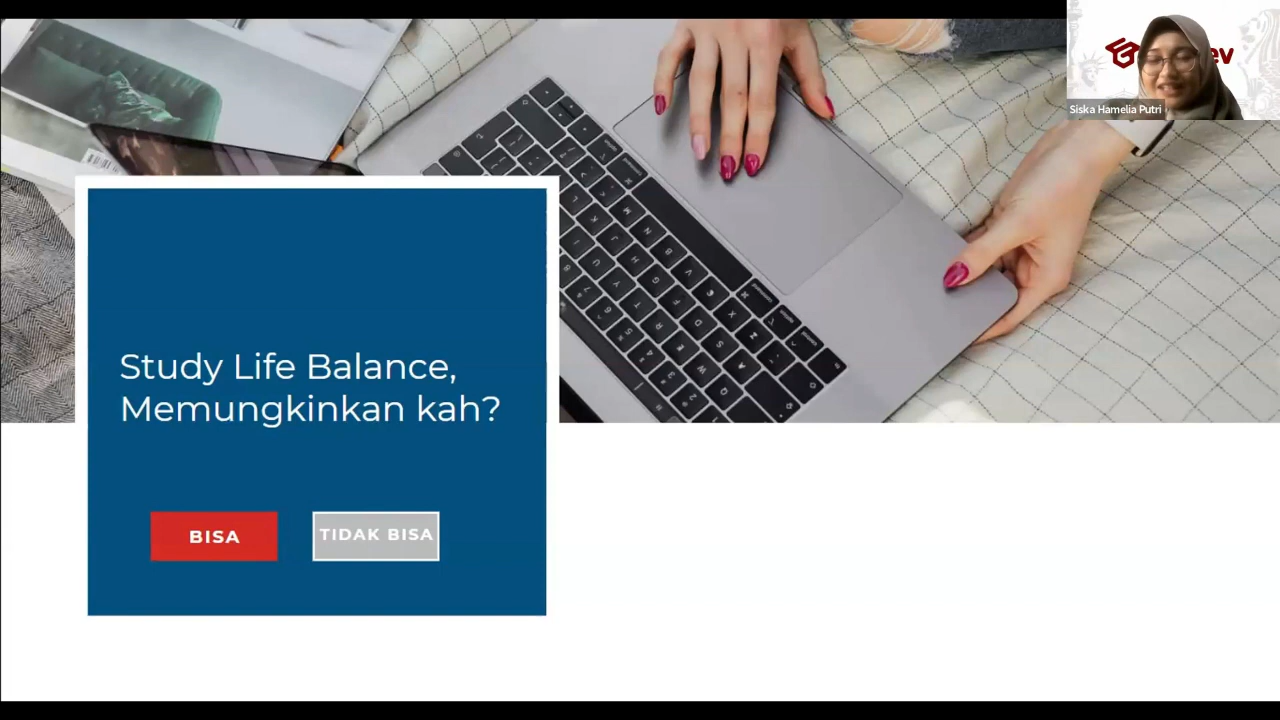 Siska Hamelia Putri
Study Life Balance,
Memungkinkan kah?
BISA
TIDAK BISA